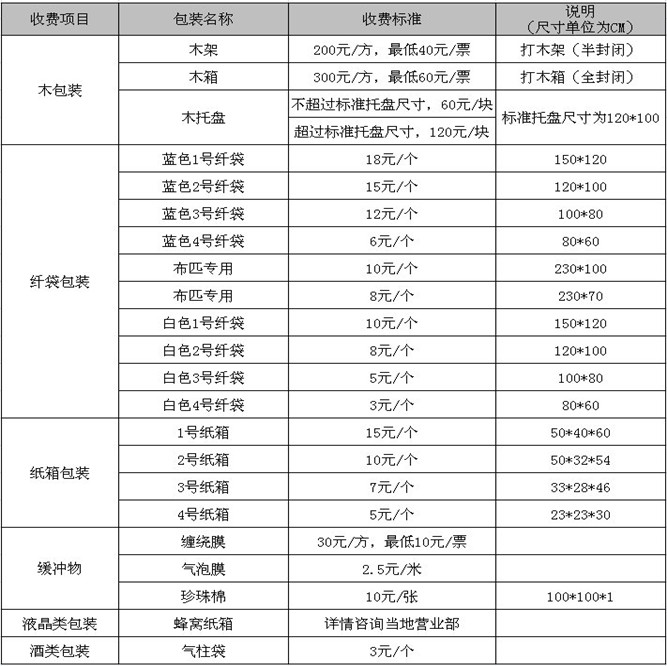 收费项目 包装名称 收费标准 说明
（尺寸单位为CM）
木包装 木架 200元/方，最低40元/票 打木架（半封闭）
木箱 300元/方，最低60元/票 打木箱（全封闭）
木托盘 不超过标准托盘尺寸，60元/块 标准托盘尺寸为120*100
超过标准托盘尺寸，120元/块
纤袋包装 蓝色1号纤袋 18元/个 150*120
蓝色2号纤袋 15元/个 120*100
蓝色3号纤袋 12元/个 100*80
蓝色4号纤袋 6元/个 80*60
布匹专用 10元/个 230*100
布匹专用 8元/个 230*70
白色1号纤袋 10元/个 150*120
白色2号纤袋 8元/个 120*100
白色3号纤袋 5元/个 100*80
白色4号纤袋 3元/个 80*60
纸箱包装 1号纸箱 15元/个 50*40*60
2号纸箱 10元/个 50*32*54
3号纸箱 7元/个 33*28*46
4号纸箱 5元/个 23*23*30
缓冲物 缠绕膜 30元/方，最低10元/票
气泡膜 2.5元/米
珍珠棉 10元/张 100*100*1
液晶类包装 蜂窝纸箱 详情咨询当地营业部
酒类包装 气柱袋 3元/个